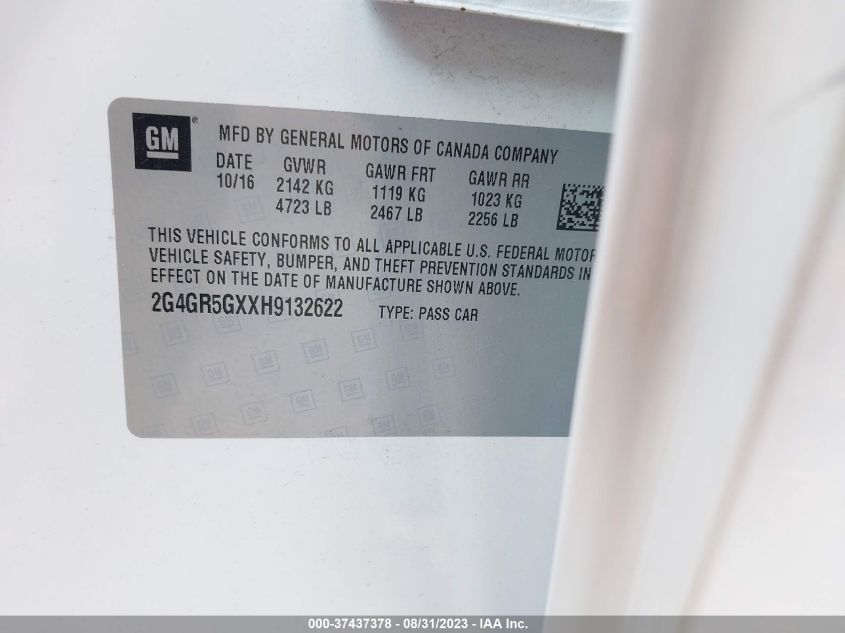 GM ®
MFD BY GENERAL MOTORS OF CANADA COMPANY
DATE GVWR GAWR FRT GAWR RR
10/16 2142 KG 1119 KG 1023 KG
4723 LB 2467 LB 2256 LB
THIS VEHICLE CONFORMS TO ALL APPLICABLE U.S. FEDERAL MOTOR
VEHICLE SAFETY, BUMPER, AND THEFT PREVENTION STANDARDS IN
EFFECT ON THE DATE OF MANUFACTURE SHOWN ABOVE.
2G4GR5GXXH9132622 TYPE: PASS CAR
000-37437378 - 08/31/2023 - IAA Inc.